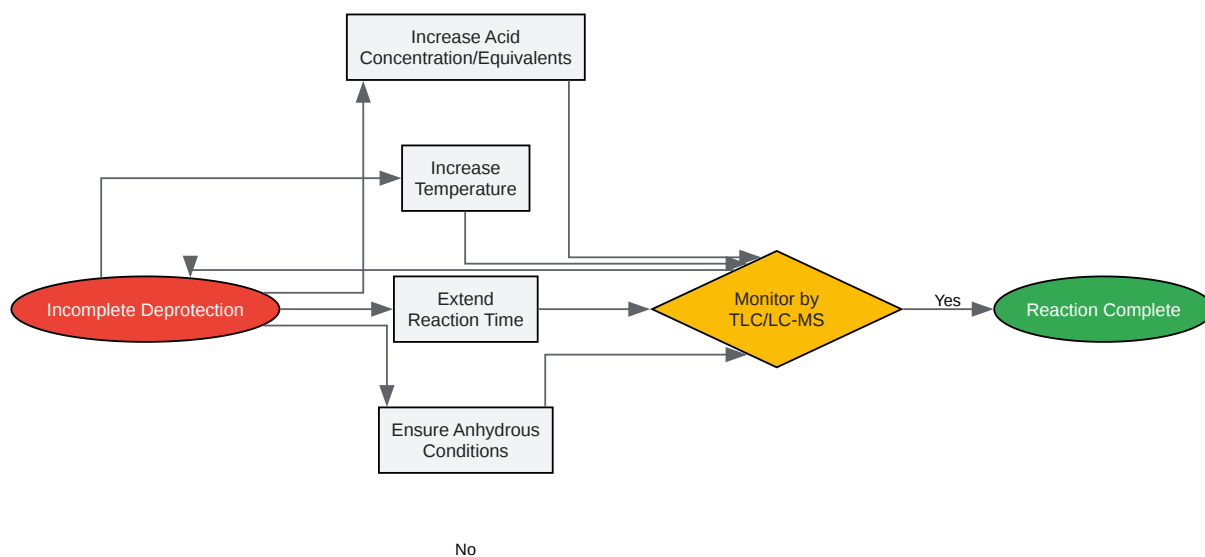 Increase Acid
Concentration/Equivalents
Increase
Temperature
Incomplete Deprotection
Extend
Reaction Time
Monitor by
TLC/LC-MS
Yes
Reaction Complete
Ensure Anhydrous
Conditions
No